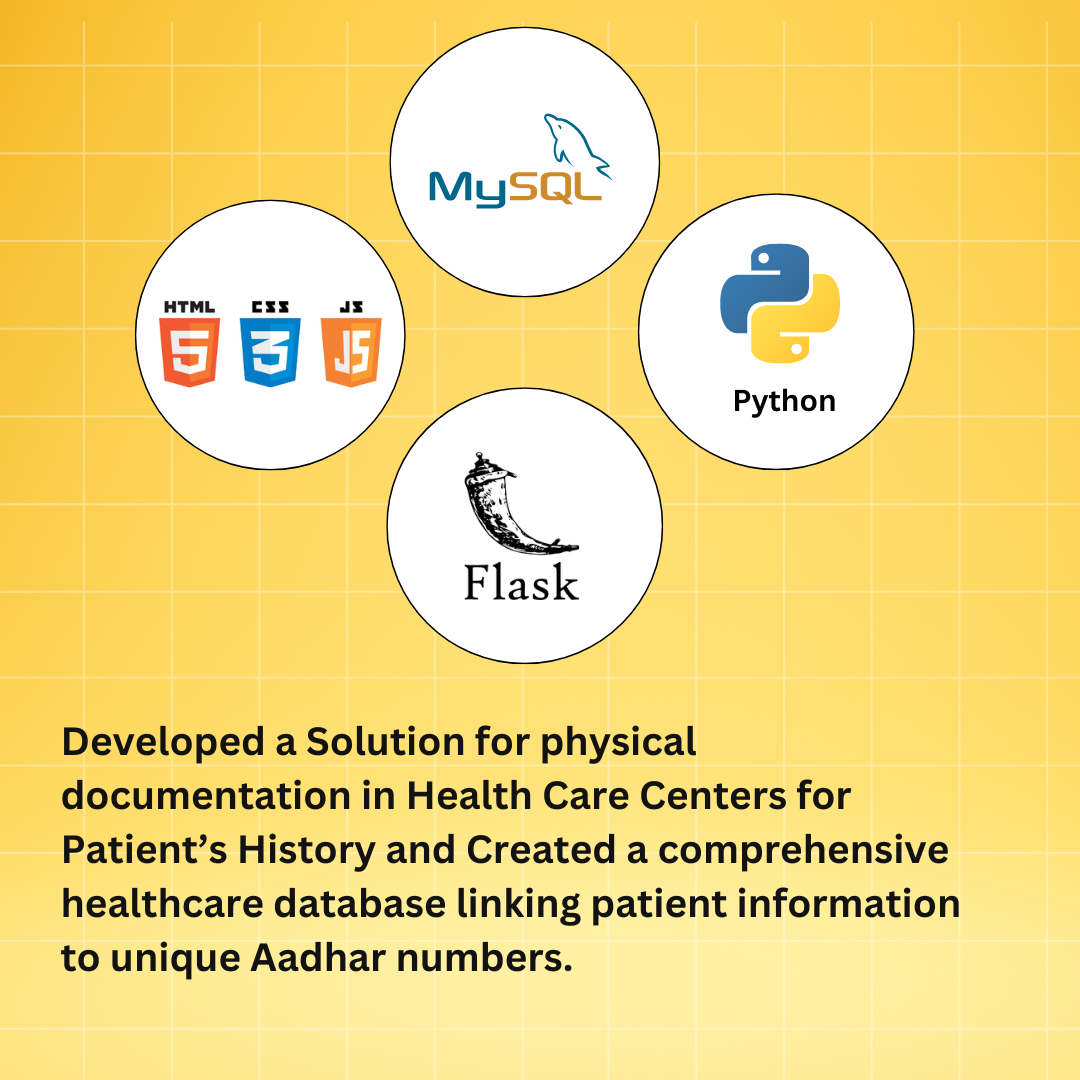 MySQL
HTML CSS JS
5 3 JS
Python
Flask
Developed a Solution for physical
documentation in Health Care Centers for
Patient’s History and Created a comprehensive
healthcare database linking patient information
to unique Aadhar numbers.